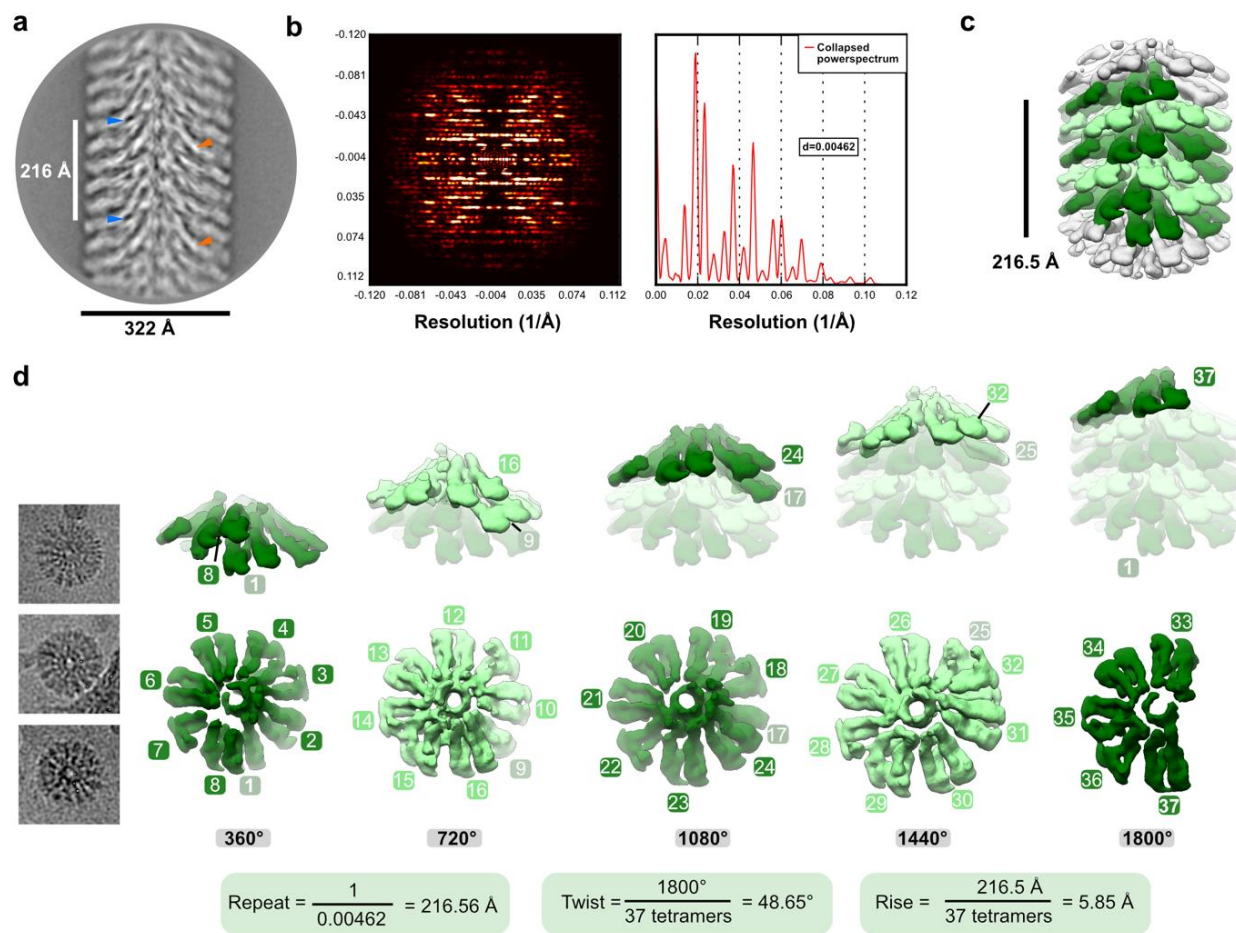 a
216 Å
322 Å
b
-0.120
-0.081
-0.043
-0.004
0.035
0.074
0.112
-0.120 -0.081 -0.043 -0.004 0.035 0.074 0.112
Resolution (1/Å)
Collapsed
powerspectrum
d=0.00462
0.00 0.02 0.04 0.06 0.08 0.10 0.12
Resolution (1/Å)
c
216.5 Å
d
8 1
16
9
24
17
32
25
37
1
5 4
6 3
7 2
8 1
12
13 11
14 10
15 16 9
19
20 18
21 17
22 24
23
26 25
27 32
28 31
29 30
33
34
35
36
37
360° 720° 1080° 1440° 1800°
Repeat = 1 / 0.00462 = 216.56 Å
Twist = 1800° / 37 tetramers = 48.65°
Rise = 216.5 Å / 37 tetramers = 5.85 Å